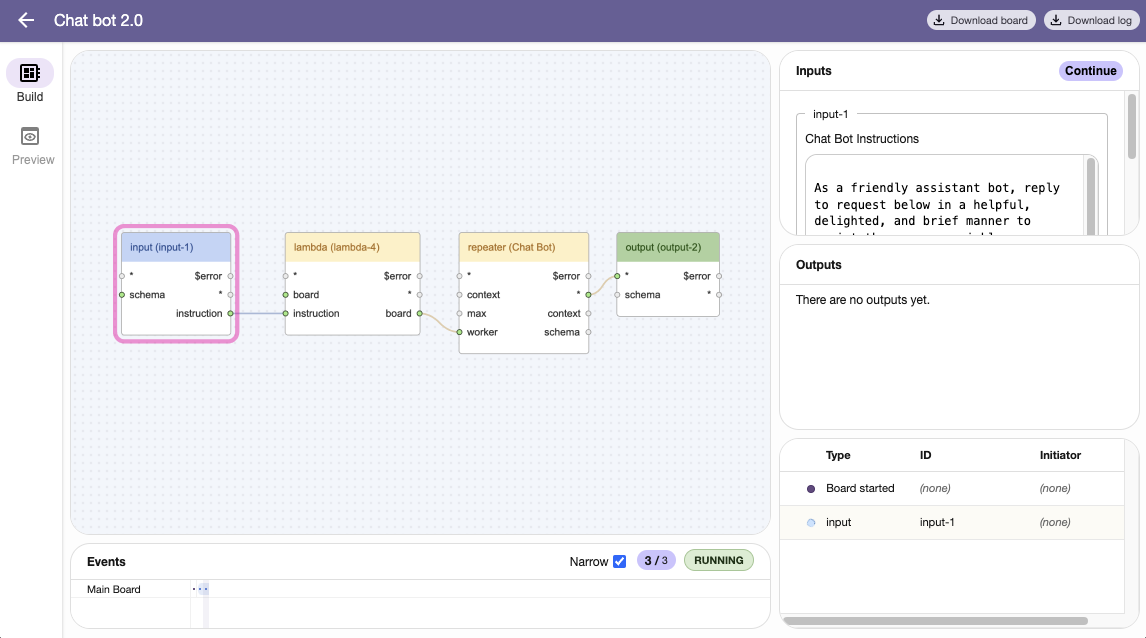 Chat bot 2.0
Download board
Download log
Build
Preview
input (input-1)
* $error
schema *
instruction
lambda (lambda-4)
* $error
board *
instruction board
repeater (Chat Bot)
* $error
context *
max context
worker schema
output (output-2)
* $error
schema *
Inputs
Continue
input-1
Chat Bot Instructions
As a friendly assistant bot, reply
to request below in a helpful,
delighted, and brief manner to
Outputs
There are no outputs yet.
Type ID Initiator
Board started (none) (none)
input input-1 (none)
Events
Narrow
3 / 3
RUNNING
Main Board